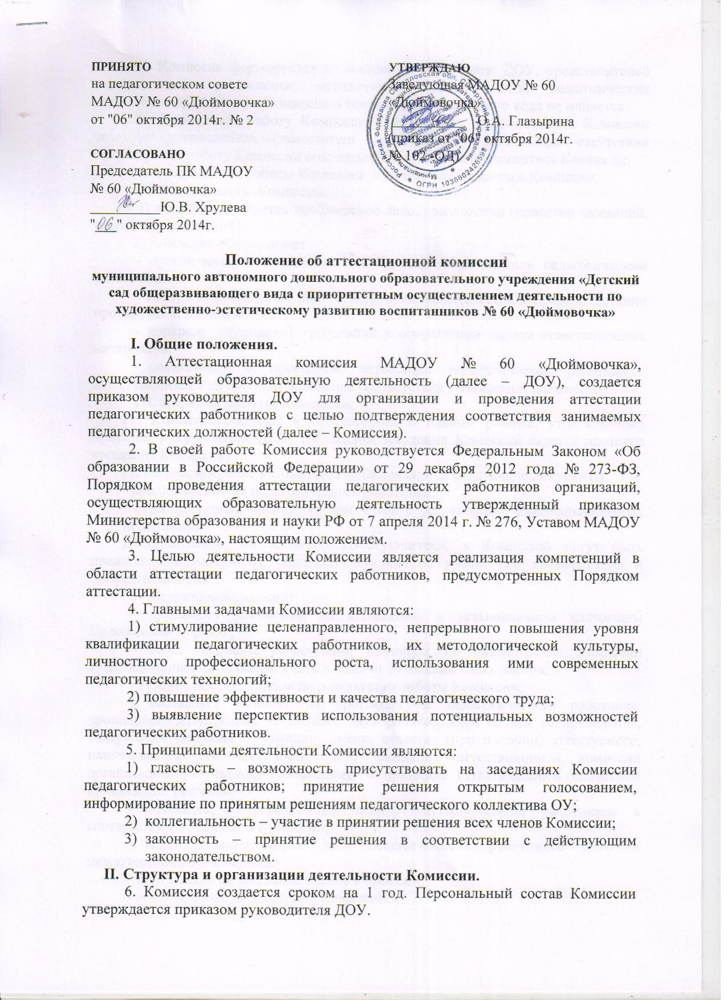 ПРИНЯТО
на педагогическом совете
МАДОУ № 60 «Дюймовочка»
от "06" октября 2014г. № 2
СОГЛАСОВАНО
Председатель ПК МАДОУ
№ 60 «Дюймовочка»
Ю.В. Хрулева
"06" октября 2014г.
УТВЕРЖДАЮ
Заведующая МАДОУ № 60
«Дюймовочка»
О.А. Глазырина
(приказ от "06" октября 2014г.
№ 102 -ОД)
ОГРН 1036602426595
Положение об аттестационной комиссии
муниципального автономного дошкольного образовательного учреждения «Детский
сад общеразвивающего вида с приоритетным осуществлением деятельности по
художественно-эстетическому развитию воспитанников № 60 «Дюймовочка»
I. Общие положения.
1. Аттестационная комиссия МАДОУ № 60 «Дюймовочка»,
осуществляющей образовательную деятельность (далее – ДОУ), создается
приказом руководителя ДОУ для организации и проведения аттестации
педагогических работников с целью подтверждения соответствия занимаемых
педагогических должностей (далее – Комиссия).
2. В своей работе Комиссия руководствуется Федеральным Законом «Об
образовании в Российской Федерации» от 29 декабря 2012 года № 273-ФЗ,
Порядком проведения аттестации педагогических работников организаций,
осуществляющих образовательную деятельность утвержденный приказом
Министерства образования и науки РФ от 7 апреля 2014 г. № 276, Уставом МАДОУ
№ 60 «Дюймовочка», настоящим положением.
3. Целью деятельности Комиссии является реализация компетенций в
области аттестации педагогических работников, предусмотренных Порядком
аттестации.
4. Главными задачами Комиссии являются:
1) стимулирование целенаправленного, непрерывного повышения уровня
квалификации педагогических работников, их методологической культуры,
личностного профессионального роста, использования ими современных
педагогических технологий;
2) повышение эффективности и качества педагогического труда;
3) выявление перспектив использования потенциальных возможностей
педагогических работников.
5. Принципами деятельности Комиссии являются:
1) гласность – возможность присутствовать на заседаниях Комиссии
педагогических работников; принятие решения открытым голосованием,
информирование по принятым решениям педагогического коллектива ОУ;
2) коллегиальность – участие в принятии решения всех членов Комиссии;
3) законность – принятие решения в соответствии с действующим
законодательством.
II. Структура и организации деятельности Комиссии.
6. Комиссия создается сроком на 1 год. Персональный состав Комиссии
утверждается приказом руководителя ДОУ.